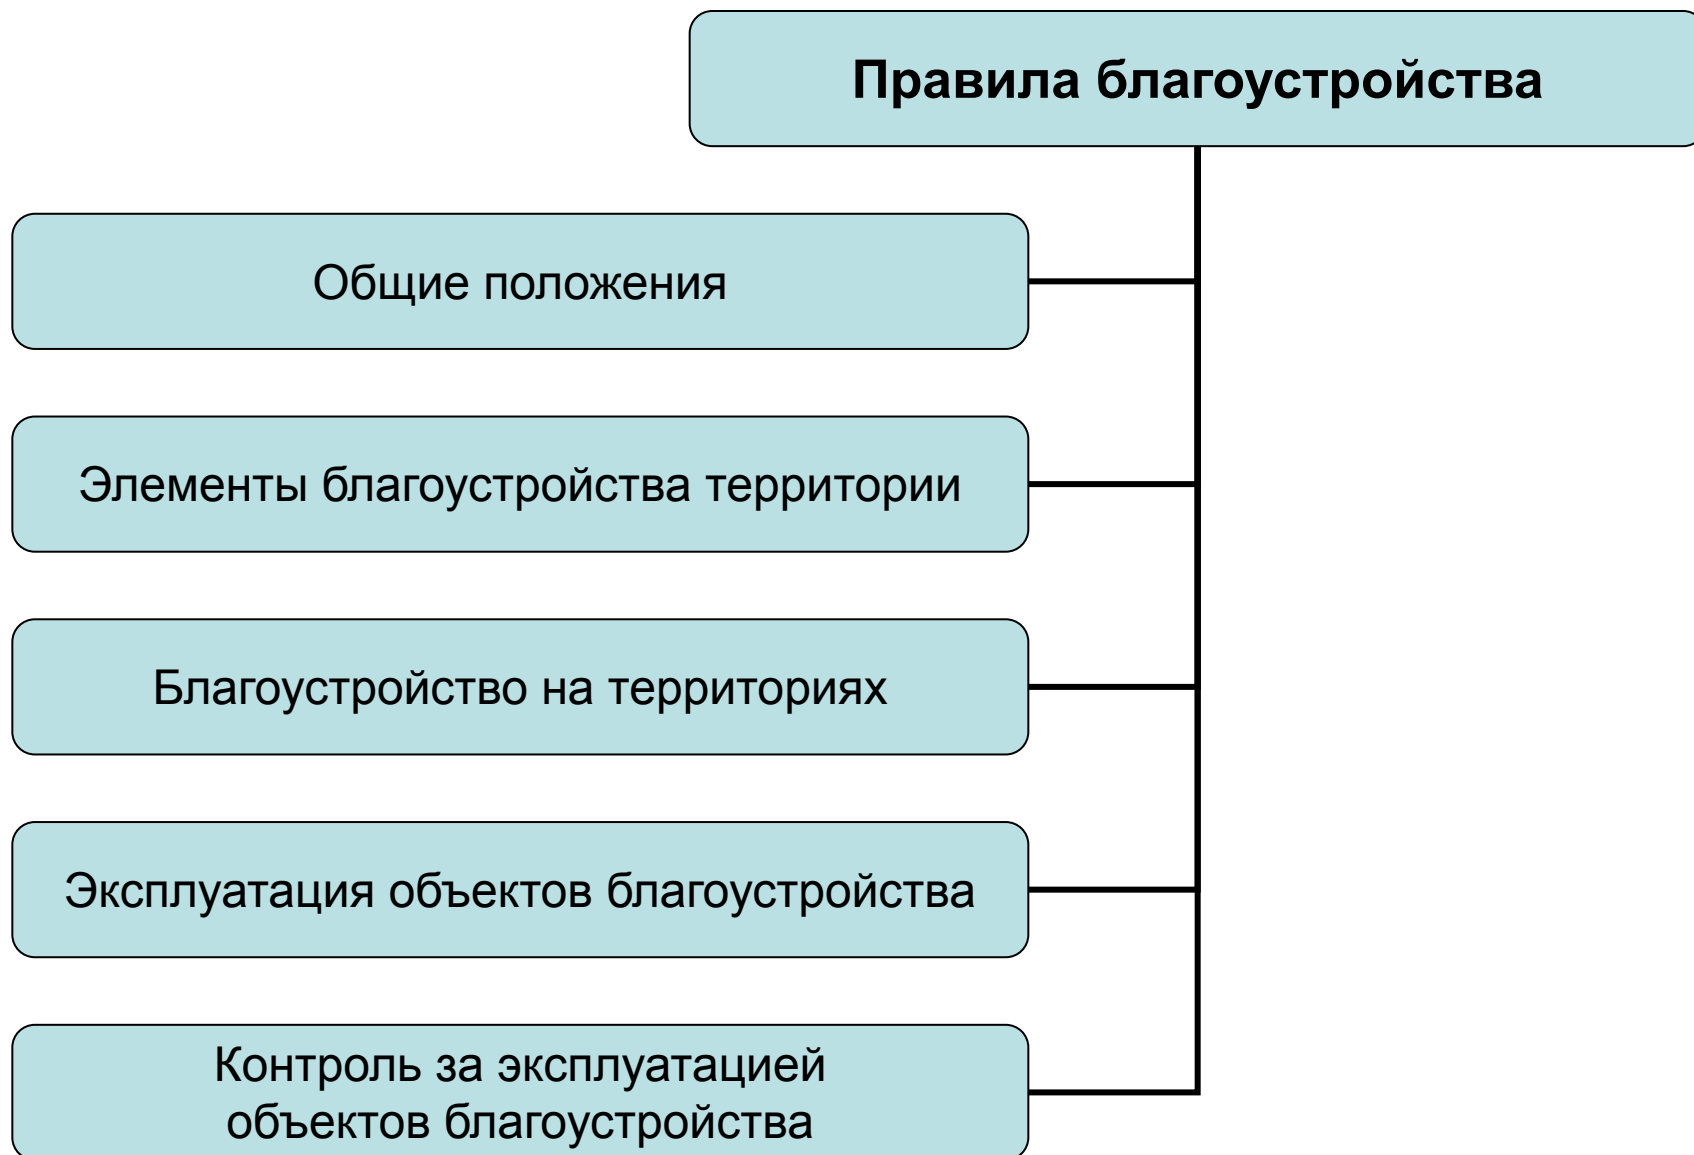 Правила благоустройства
Общие положения
Элементы благоустройства территории
Благоустройство на территориях
Эксплуатация объектов благоустройства
Контроль за эксплуатацией
объектов благоустройства